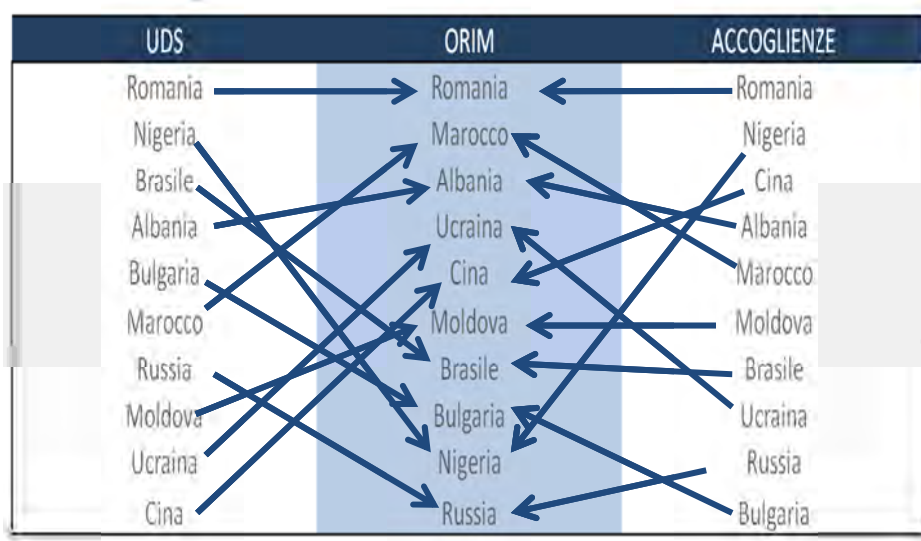 UDS ORIM ACCOGLIENZE
Romania Romania Romania
Nigeria Marocco Nigeria
Brasile Albania Cina
Albania Ucraina Albania
Bulgaria Cina Marocco
Marocco Moldova Moldova
Russia Brasile Brasile
Moldova Bulgaria Ucraina
Ucraina Nigeria Russia
Cina Russia Bulgaria